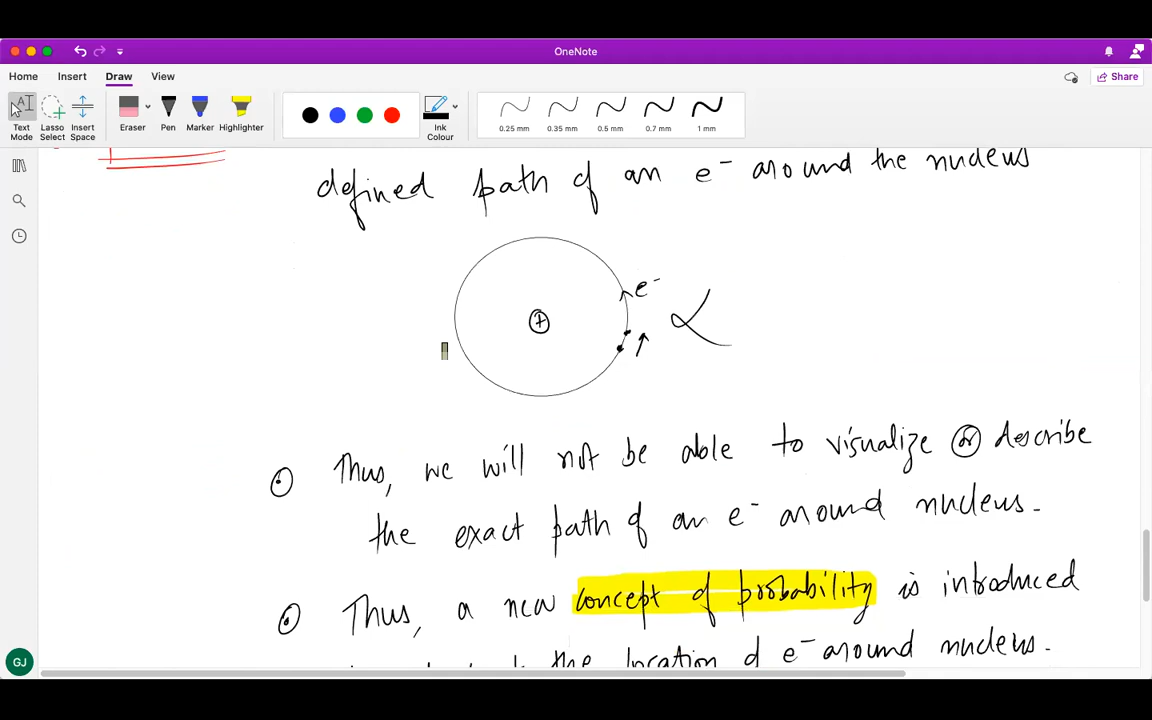 OneNote
Home Insert Draw View
Share
Text Mode
Lasso Select
Insert Space
Eraser
Pen
Marker
Highlighter
Ink Colour
0.25 mm
0.35 mm
0.5 mm
0.7 mm
1 mm
defined path of an e⁻ around the nucleus
e⁻
+
Thus, we will not be able to visualize or describe
the exact path of an e⁻ around nucleus.
Thus, a new concept of probability is introduced
the location of e⁻ around nucleus.
GJ